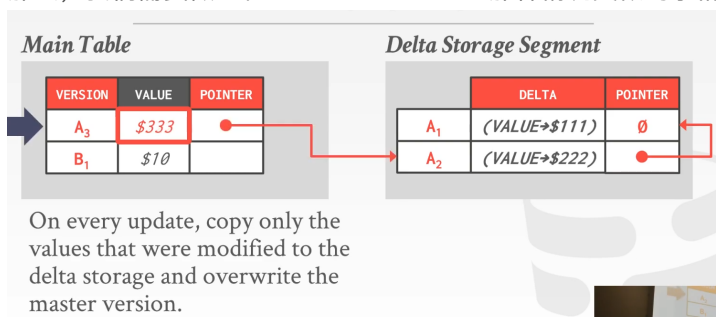 Main Table
Delta Storage Segment
VERSION VALUE POINTER
A₃ $333
B₁ $10
DELTA POINTER
A₁ (VALUE→$111) Ø
A₂ (VALUE→$222)
On every update, copy only the
values that were modified to the
delta storage and overwrite the
master version.